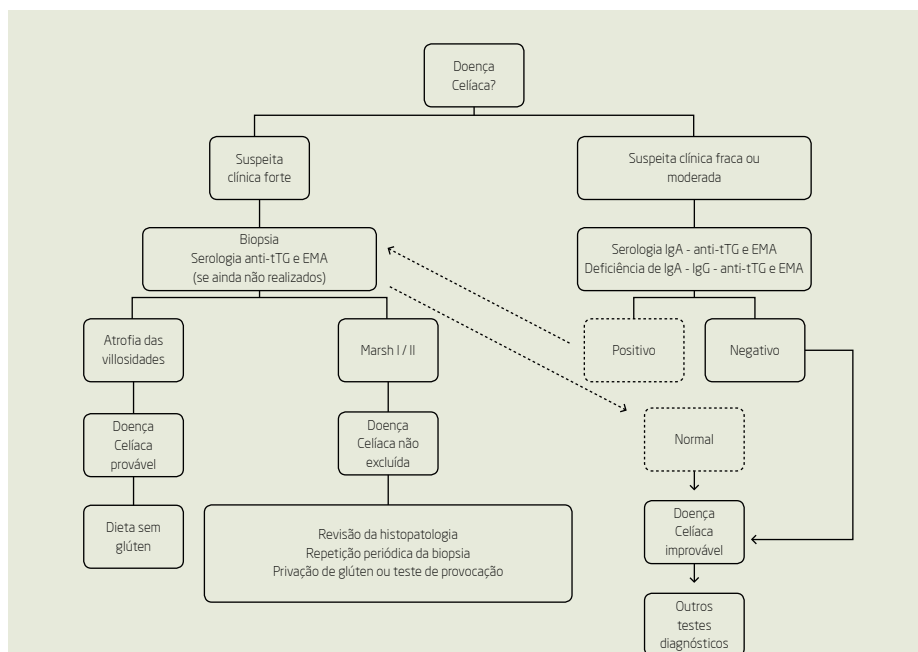 Doença
Celíaca?
Suspeita
clínica forte
Suspeita clínica fraca ou
moderada
Biopsia
Serologia anti-tTG e EMA
(se ainda não realizados)
Serologia IgA - anti-tTG e EMA
Deficiência de IgA - IgG - anti-tTG e EMA
Atrofia das
villosidades
Marsh I / II
Positivo
Negativo
Doença
Celíaca
provável
Doença
Celíaca não
excluída
Normal
Dieta sem
glúten
Revisão da histopatologia
Repetição periódica da biopsia
Privação de glúten ou teste de provocação
Doença
Celíaca
improvável
Outros
testes
diagnósticos